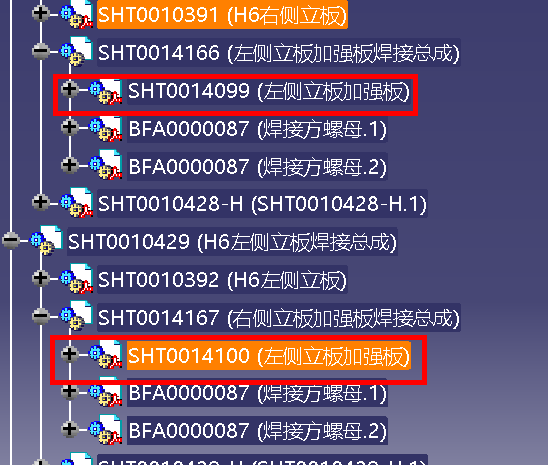 SHT0010391 (H6右侧立板)
SHT0014166 (左侧立板加强板焊接总成)
SHT0014099 (左侧立板加强板)
BFA0000087 (焊接方螺母.1)
BFA0000087 (焊接方螺母.2)
SHT0010428-H (SHT0010428-H.1)
SHT0010429 (H6左侧立板焊接总成)
SHT0010392 (H6左侧立板)
SHT0014167 (右侧立板加强板焊接总成)
SHT0014100 (左侧立板加强板)
BFA0000087 (焊接方螺母.1)
BFA0000087 (焊接方螺母.2)